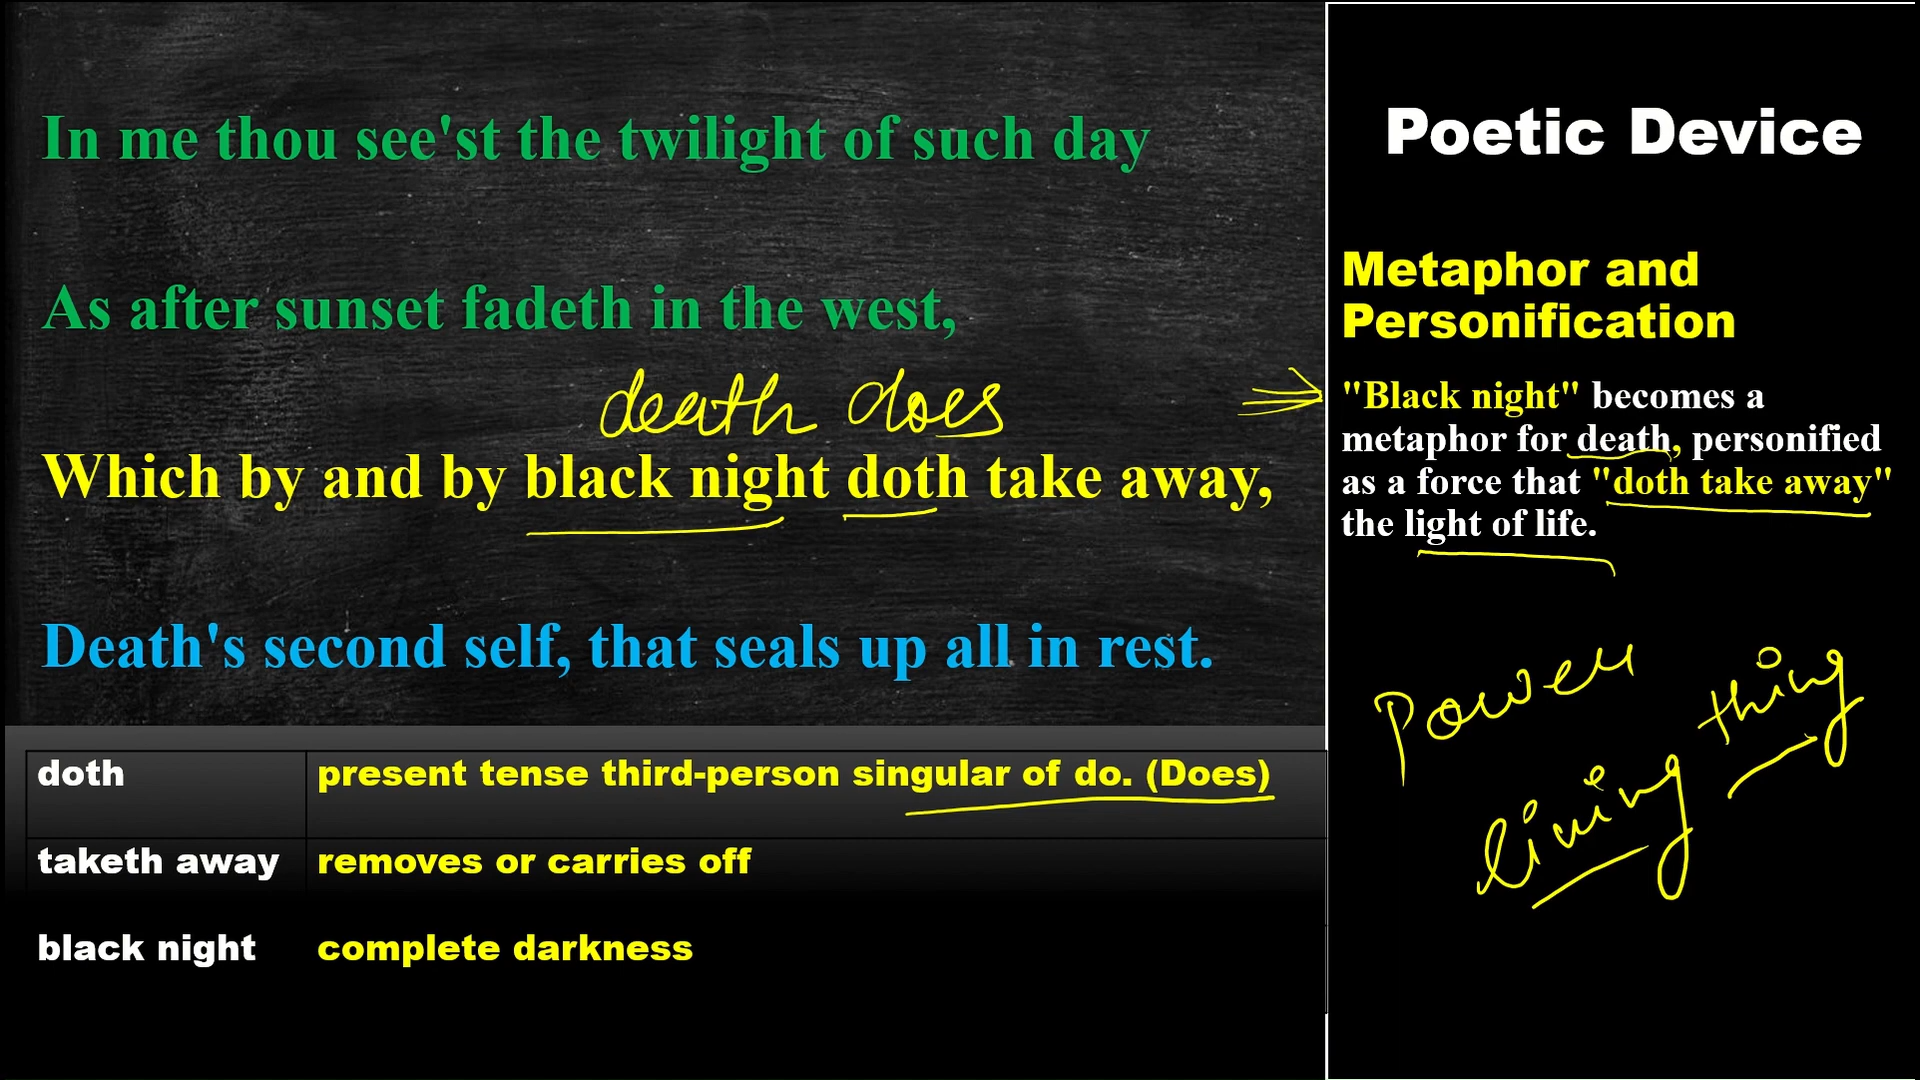 In me thou see'st the twilight of such day
As after sunset fadeth in the west,
death does
Which by and by black night doth take away,
Death's second self, that seals up all in rest.
doth present tense third-person singular of do. (Does)
taketh away removes or carries off
black night complete darkness
Poetic Device
Metaphor and
Personification
"Black night" becomes a
metaphor for death, personified
as a force that "doth take away"
the light of life.
Power
living thing